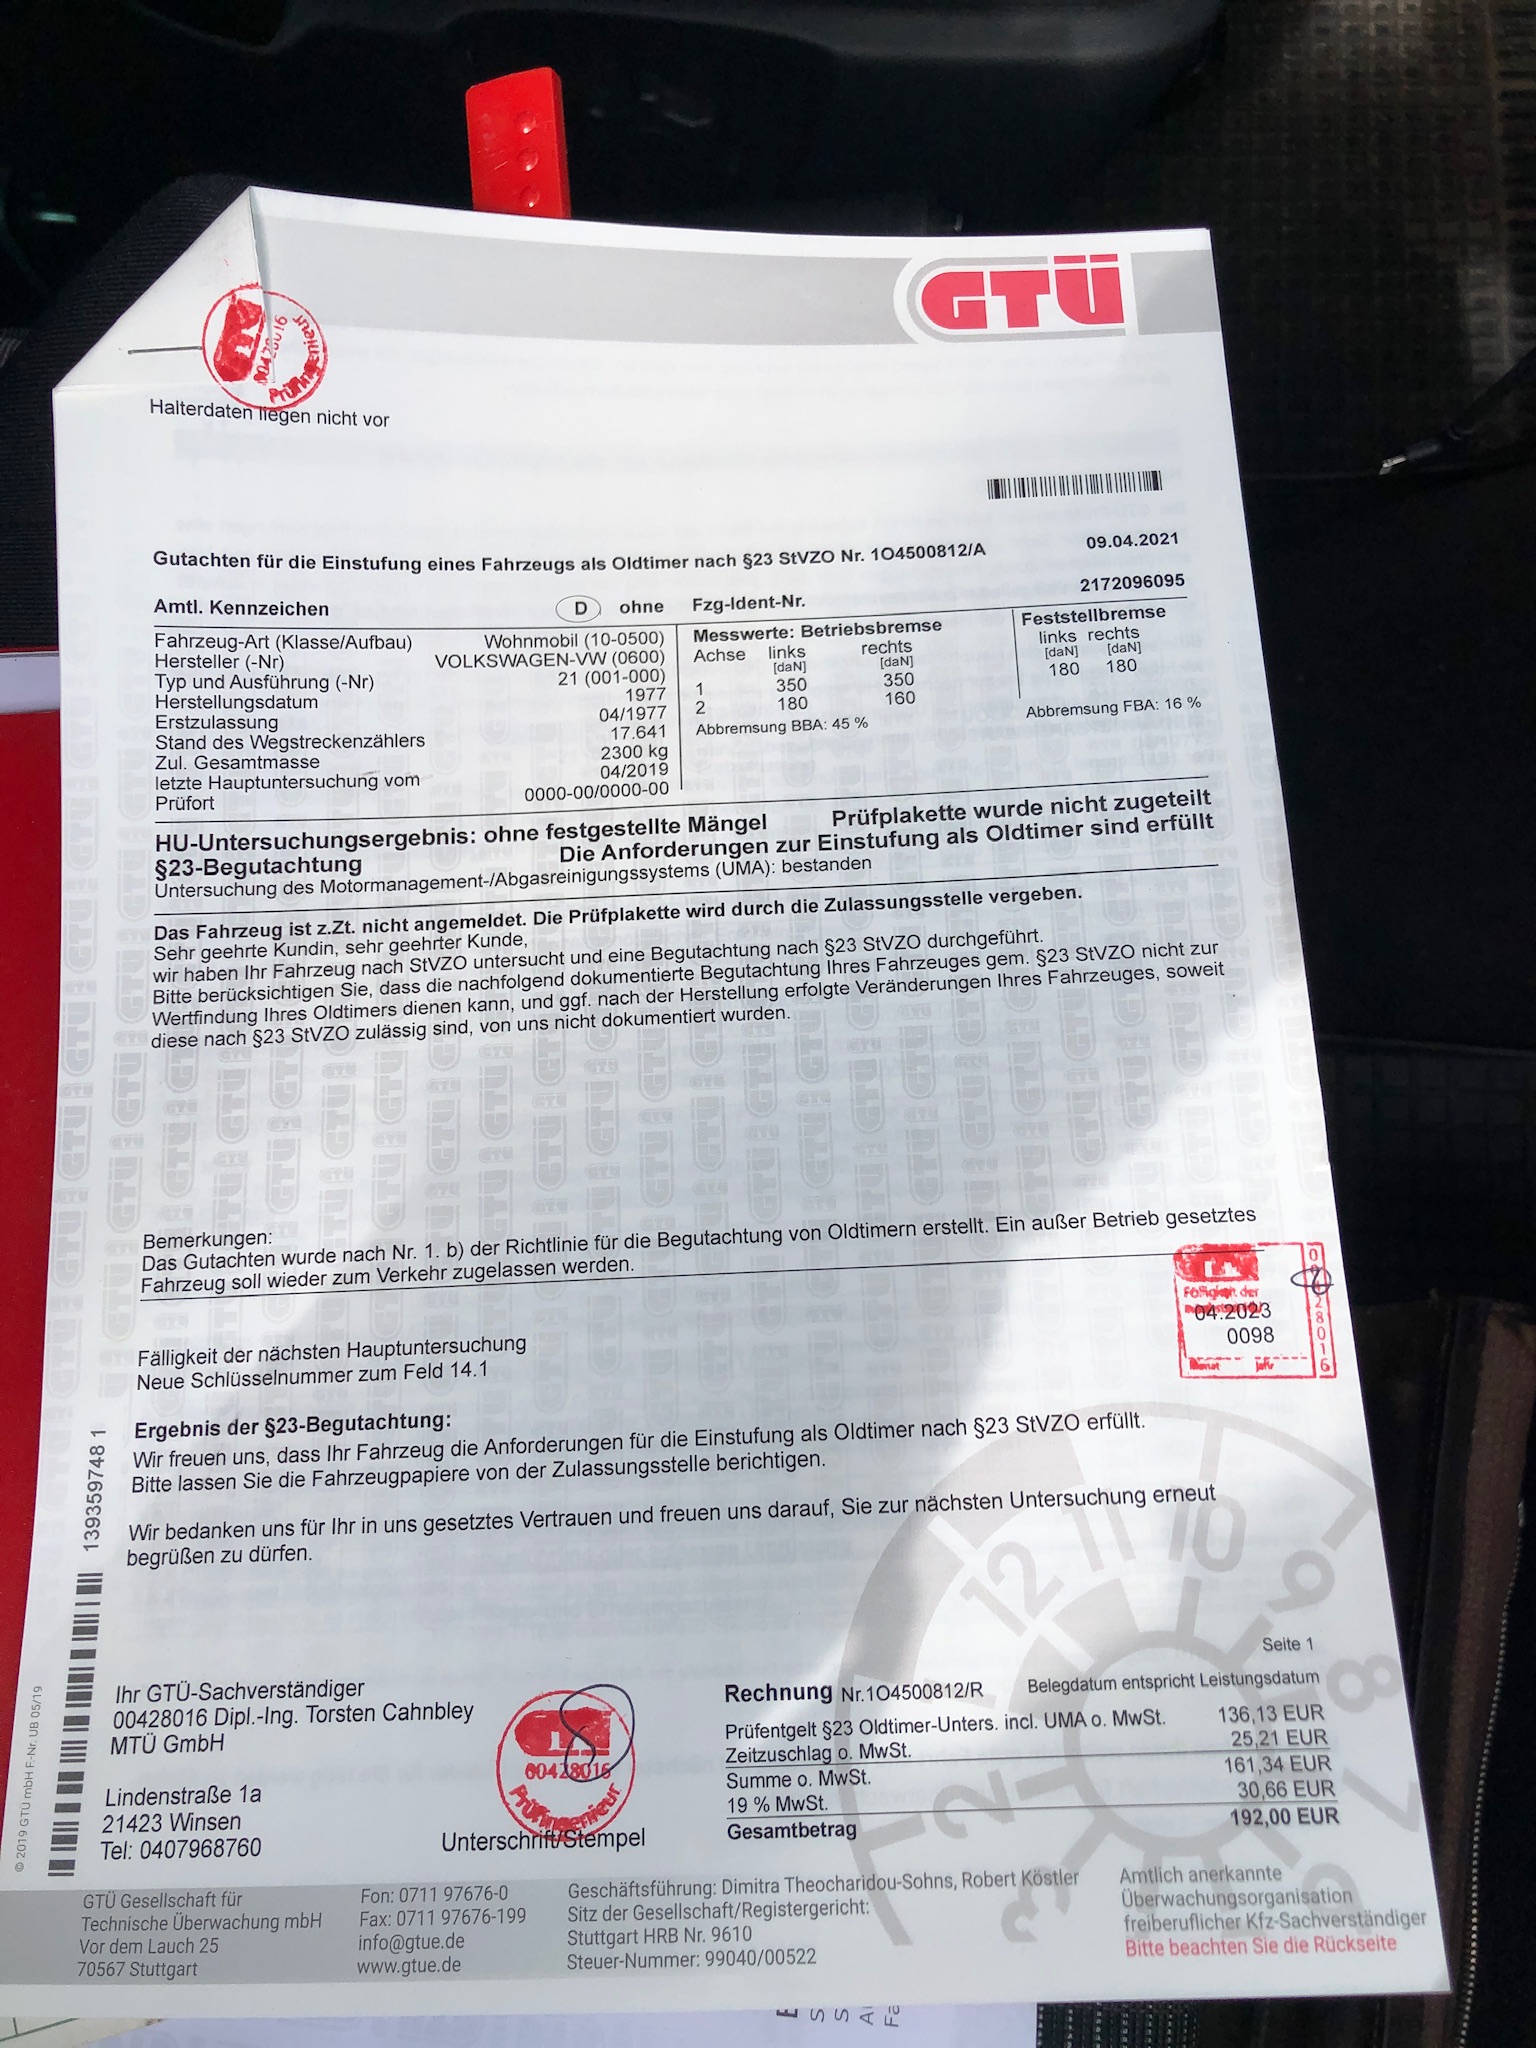 GTÜ
00428016
Prüfingenieur
Halterdaten liegen nicht vor
Gutachten für die Einstufung eines Fahrzeugs als Oldtimer nach §23 StVZO Nr. 1O4500812/A 09.04.2021
Amtl. Kennzeichen D ohne Fzg-Ident-Nr. 2172096095
Fahrzeug-Art (Klasse/Aufbau) Wohnmobil (10-0500)
Hersteller (-Nr) VOLKSWAGEN-VW (0600)
Typ und Ausführung (-Nr) 21 (001-000)
Herstellungsdatum 1977
Erstzulassung 04/1977
Stand des Wegstreckenzählers 17.641
Zul. Gesamtmasse 2300 kg
letzte Hauptuntersuchung vom 04/2019
Prüfort 0000-00/0000-00
Messwerte: Betriebsbremse
Achse links rechts
[daN] [daN]
1 350 350
2 180 160
Abbremsung BBA: 45 %
Feststellbremse
links rechts
[daN] [daN]
180 180
Abbremsung FBA: 16 %
HU-Untersuchungsergebnis: ohne festgestellte Mängel Prüfplakette wurde nicht zugeteilt
§23-Begutachtung Die Anforderungen zur Einstufung als Oldtimer sind erfüllt
Untersuchung des Motormanagement-/Abgasreinigungssystems (UMA): bestanden
Das Fahrzeug ist z.Zt. nicht angemeldet. Die Prüfplakette wird durch die Zulassungsstelle vergeben.
Sehr geehrte Kundin, sehr geehrter Kunde,
wir haben Ihr Fahrzeug nach StVZO untersucht und eine Begutachtung nach §23 StVZO durchgeführt.
Bitte berücksichtigen Sie, dass die nachfolgend dokumentierte Begutachtung Ihres Fahrzeuges gem. §23 StVZO nicht zur
Wertfindung Ihres Oldtimers dienen kann, und ggf. nach der Herstellung erfolgte Veränderungen Ihres Fahrzeuges, soweit
diese nach §23 StVZO zulässig sind, von uns nicht dokumentiert wurden.
Bemerkungen:
Das Gutachten wurde nach Nr. 1. b) der Richtlinie für die Begutachtung von Oldtimern erstellt. Ein außer Betrieb gesetztes
Fahrzeug soll wieder zum Verkehr zugelassen werden.
Fälligkeit der
Fälligkeit der nächsten Hauptuntersuchung 04.2023
Neue Schlüsselnummer zum Feld 14.1 0098
Monat Jahr
00428016
Ergebnis der §23-Begutachtung:
Wir freuen uns, dass Ihr Fahrzeug die Anforderungen für die Einstufung als Oldtimer nach §23 StVZO erfüllt.
Bitte lassen Sie die Fahrzeugpapiere von der Zulassungsstelle berichtigen.
Wir bedanken uns für Ihr in uns gesetztes Vertrauen und freuen uns darauf, Sie zur nächsten Untersuchung erneut
begrüßen zu dürfen.
139359748 1
© 2019 GTÜ mbH F.-Nr. UB 05/19
Seite 1
Ihr GTÜ-Sachverständiger
00428016 Dipl.-Ing. Torsten Cahnbley
MTÜ GmbH
Lindenstraße 1a
21423 Winsen
Tel: 0407968760
00428016
Prüfingenieur
Unterschrift/Stempel
Rechnung Nr.1O4500812/R Belegdatum entspricht Leistungsdatum
Prüfentgelt §23 Oldtimer-Unters. incl. UMA o. MwSt. 136,13 EUR
Zeitzuschlag o. MwSt. 25,21 EUR
Summe o. MwSt. 161,34 EUR
19 % MwSt. 30,66 EUR
Gesamtbetrag 192,00 EUR
GTÜ Gesellschaft für
Technische Überwachung mbH
Vor dem Lauch 25
70567 Stuttgart
Fon: 0711 97676-0
Fax: 0711 97676-199
info@gtue.de
www.gtue.de
Geschäftsführung: Dimitra Theocharidou-Sohns, Robert Köstler
Sitz der Gesellschaft/Registergericht:
Stuttgart HRB Nr. 9610
Steuer-Nummer: 99040/00522
Amtlich anerkannte
Überwachungsorganisation
freiberuflicher Kfz-Sachverständiger
Bitte beachten Sie die Rückseite